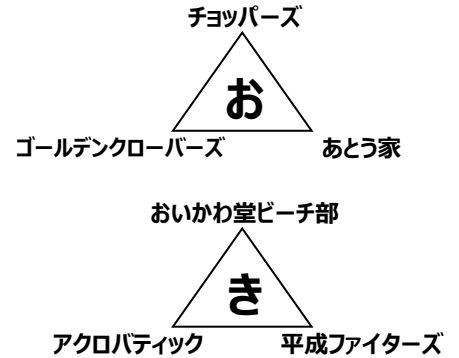 チョッパーズ
お
ゴールデンクローバーズ あとう家
おいかわ堂ビーチ部
き
アクロバティック 平成ファイターズ